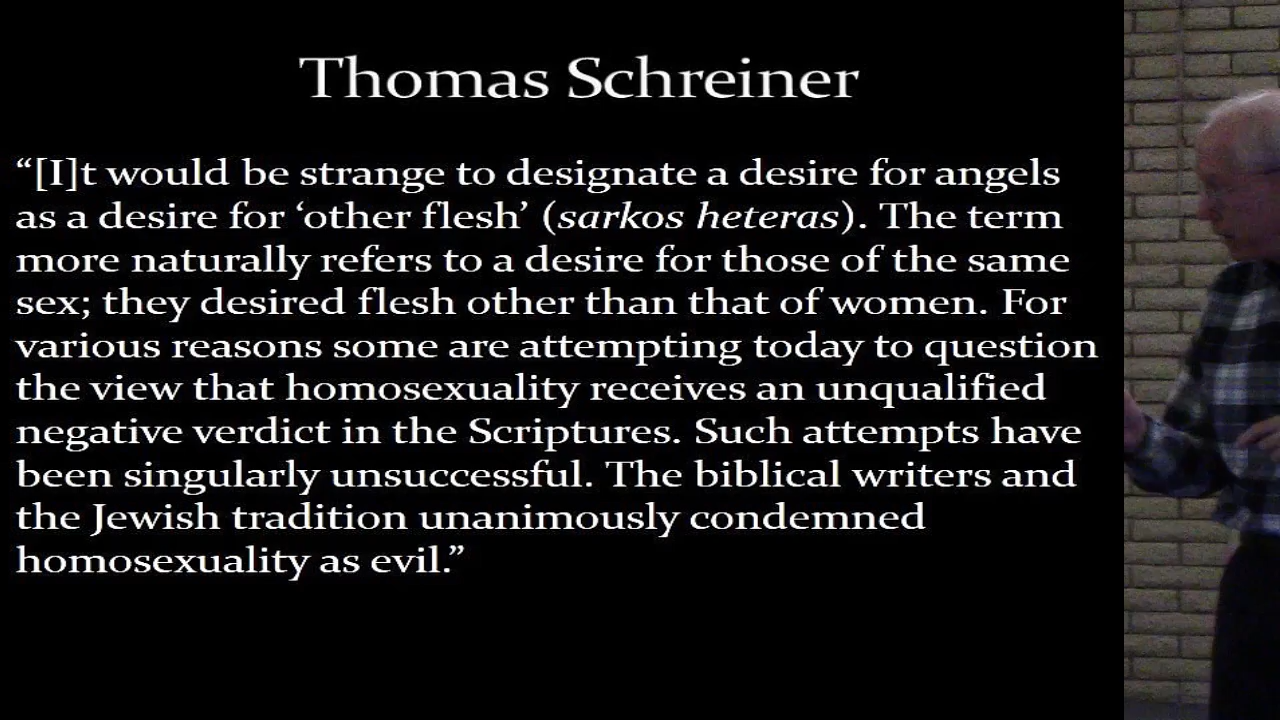 Thomas Schreiner
“[I]t would be strange to designate a desire for angels
as a desire for ‘other flesh’ (sarkos heteras). The term
more naturally refers to a desire for those of the same
sex; they desired flesh other than that of women. For
various reasons some are attempting today to question
the view that homosexuality receives an unqualified
negative verdict in the Scriptures. Such attempts have
been singularly unsuccessful. The biblical writers and
the Jewish tradition unanimously condemned
homosexuality as evil.”